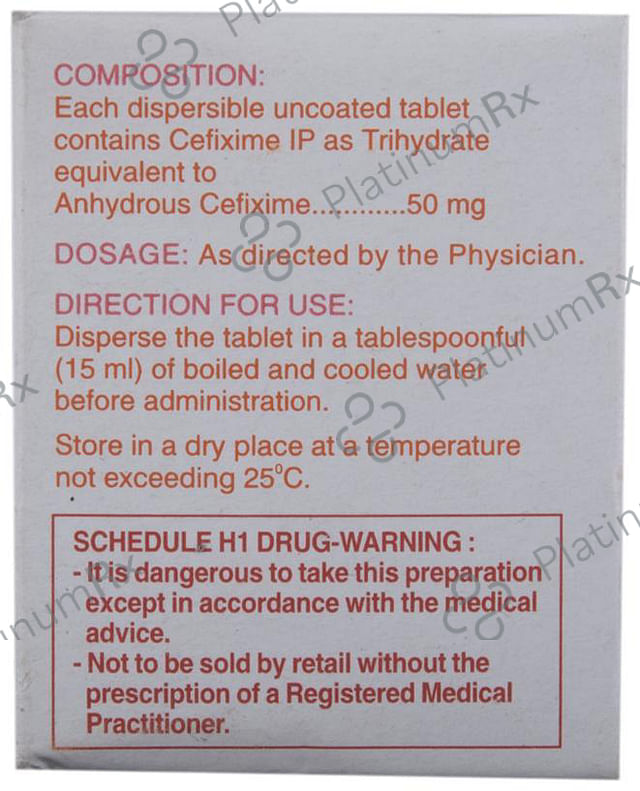 COMPOSITION:
Each dispersible uncoated tablet
contains Cefixime IP as Trihydrate
equivalent to
Anhydrous Cefixime............50 mg
DOSAGE: As directed by the Physician.
DIRECTION FOR USE:
Disperse the tablet in a tablespoonful
(15 ml) of boiled and cooled water
before administration.
Store in a dry place at a temperature
not exceeding 25°C.
SCHEDULE H1 DRUG-WARNING :
- It is dangerous to take this preparation
except in accordance with the medical
advice.
- Not to be sold by retail without the
prescription of a Registered Medical
Practitioner.
PlatinumRx
PlatinumRx